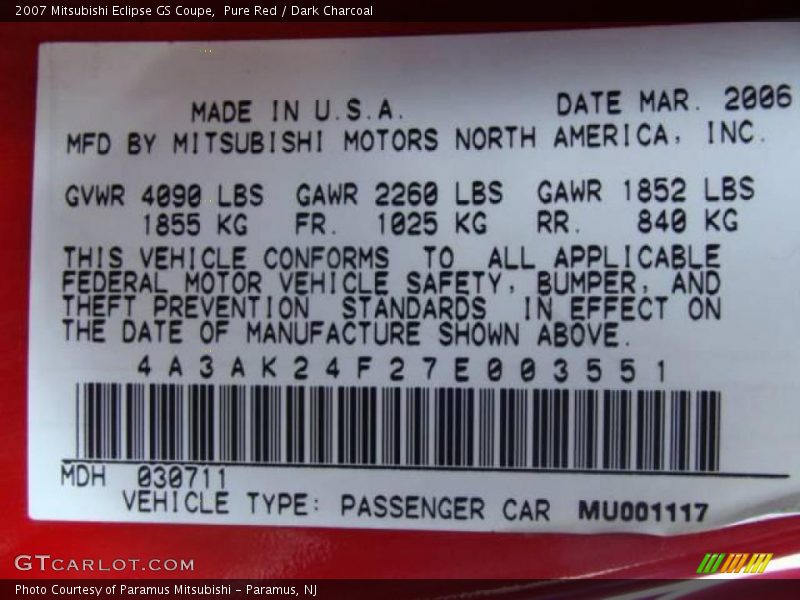 2007 Mitsubishi Eclipse GS Coupe,  Pure Red / Dark Charcoal
MADE IN U.S.A. DATE MAR. 2006
MFD BY MITSUBISHI MOTORS NORTH AMERICA, INC.
GVWR 4090 LBS GAWR 2260 LBS GAWR 1852 LBS
1855 KG FR. 1025 KG RR. 840 KG
THIS VEHICLE CONFORMS TO ALL APPLICABLE
FEDERAL MOTOR VEHICLE SAFETY, BUMPER, AND
THEFT PREVENTION STANDARDS IN EFFECT ON
THE DATE OF MANUFACTURE SHOWN ABOVE.
4A3AK24F27E003551
MDH 030711
VEHICLE TYPE: PASSENGER CAR MU001117
GTCARLOT.COM
Photo Courtesy of Paramus Mitsubishi - Paramus, NJ